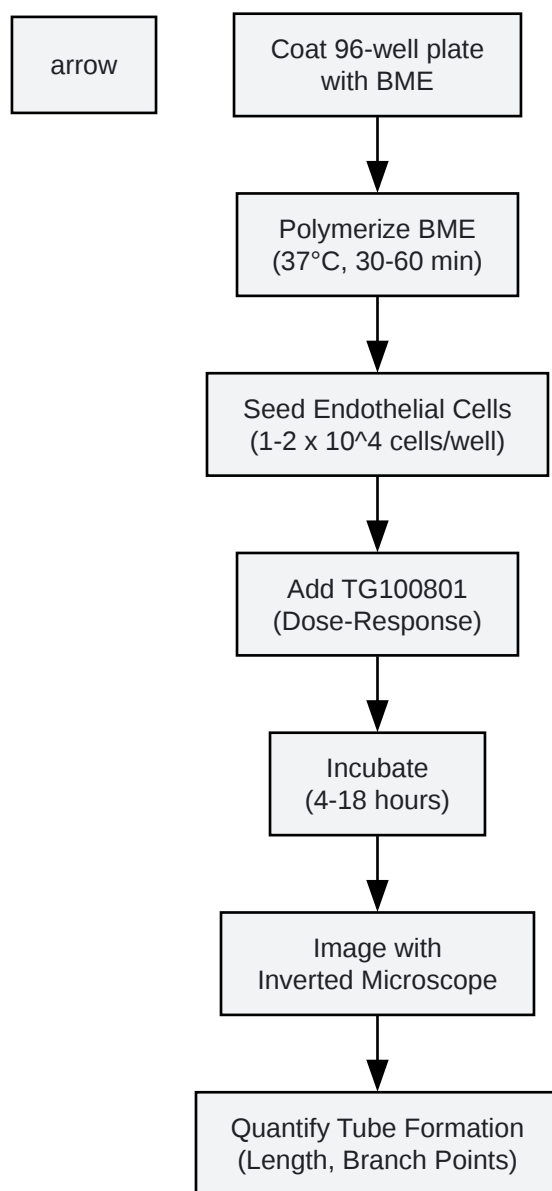 arrow
Coat 96-well plate
with BME
Polymerize BME
(37°C, 30-60 min)
Seed Endothelial Cells
(1-2 x 10^4 cells/well)
Add TG100801
(Dose-Response)
Incubate
(4-18 hours)
Image with
Inverted Microscope
Quantify Tube Formation
(Length, Branch Points)